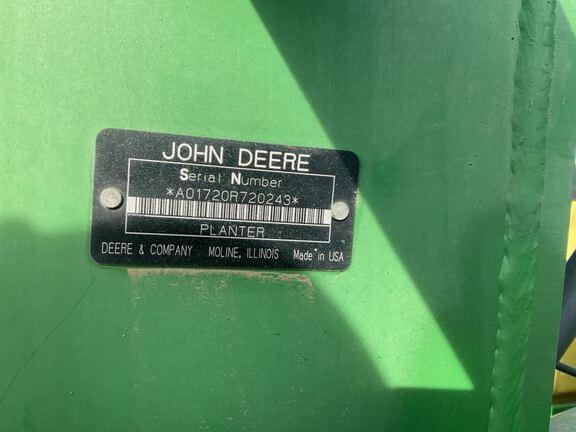 JOHN DEERE
Serial Number
*A01720R720243*
PLANTER
DEERE & COMPANY MOLINE, ILLINOIS Made in USA